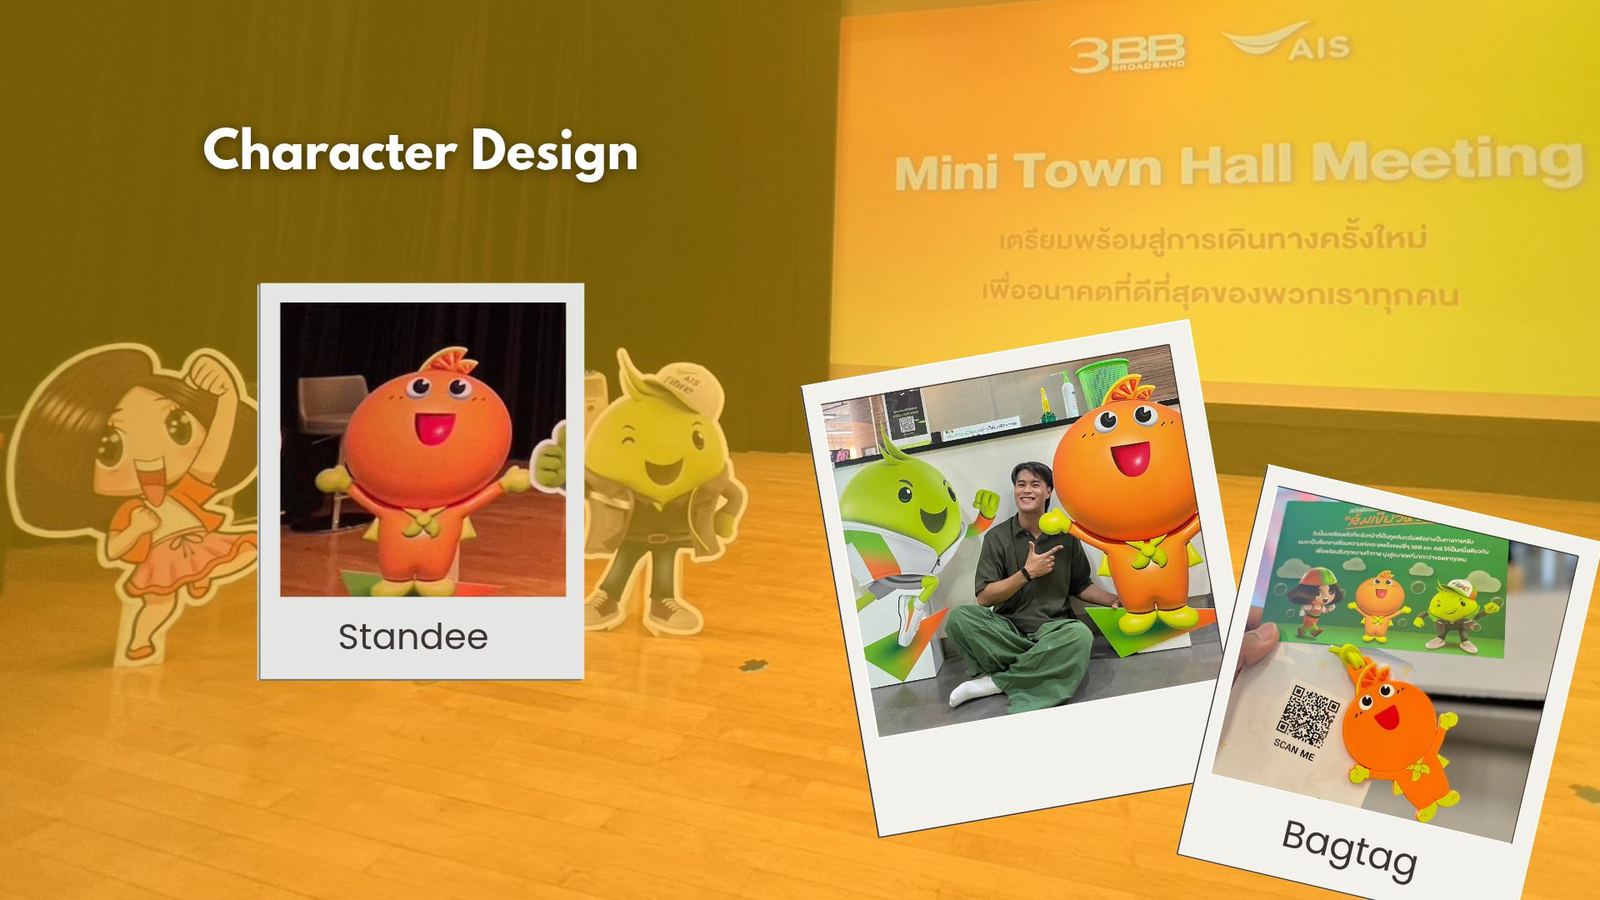 3BB
BROADBAND
AIS
Character Design
Mini Town Hall Meeting
เตรียมพร้อมสู่การเดินทางครั้งใหม่
เพื่ออนาคตที่ดีที่สุดของพวกเราทุกคน
AIS
Fibre
Standee
SCAN ME
Bagtag